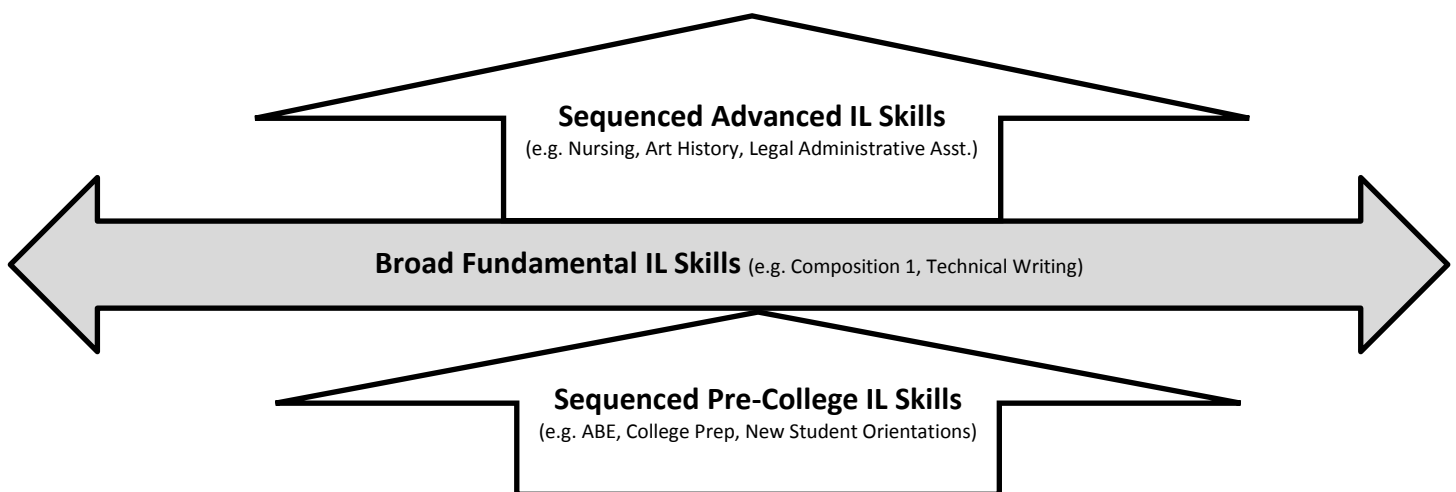 Sequenced Advanced IL Skills
(e.g. Nursing, Art History, Legal Administrative Asst.)
Broad Fundamental IL Skills (e.g. Composition 1, Technical Writing)
Sequenced Pre-College IL Skills
(e.g. ABE, College Prep, New Student Orientations)